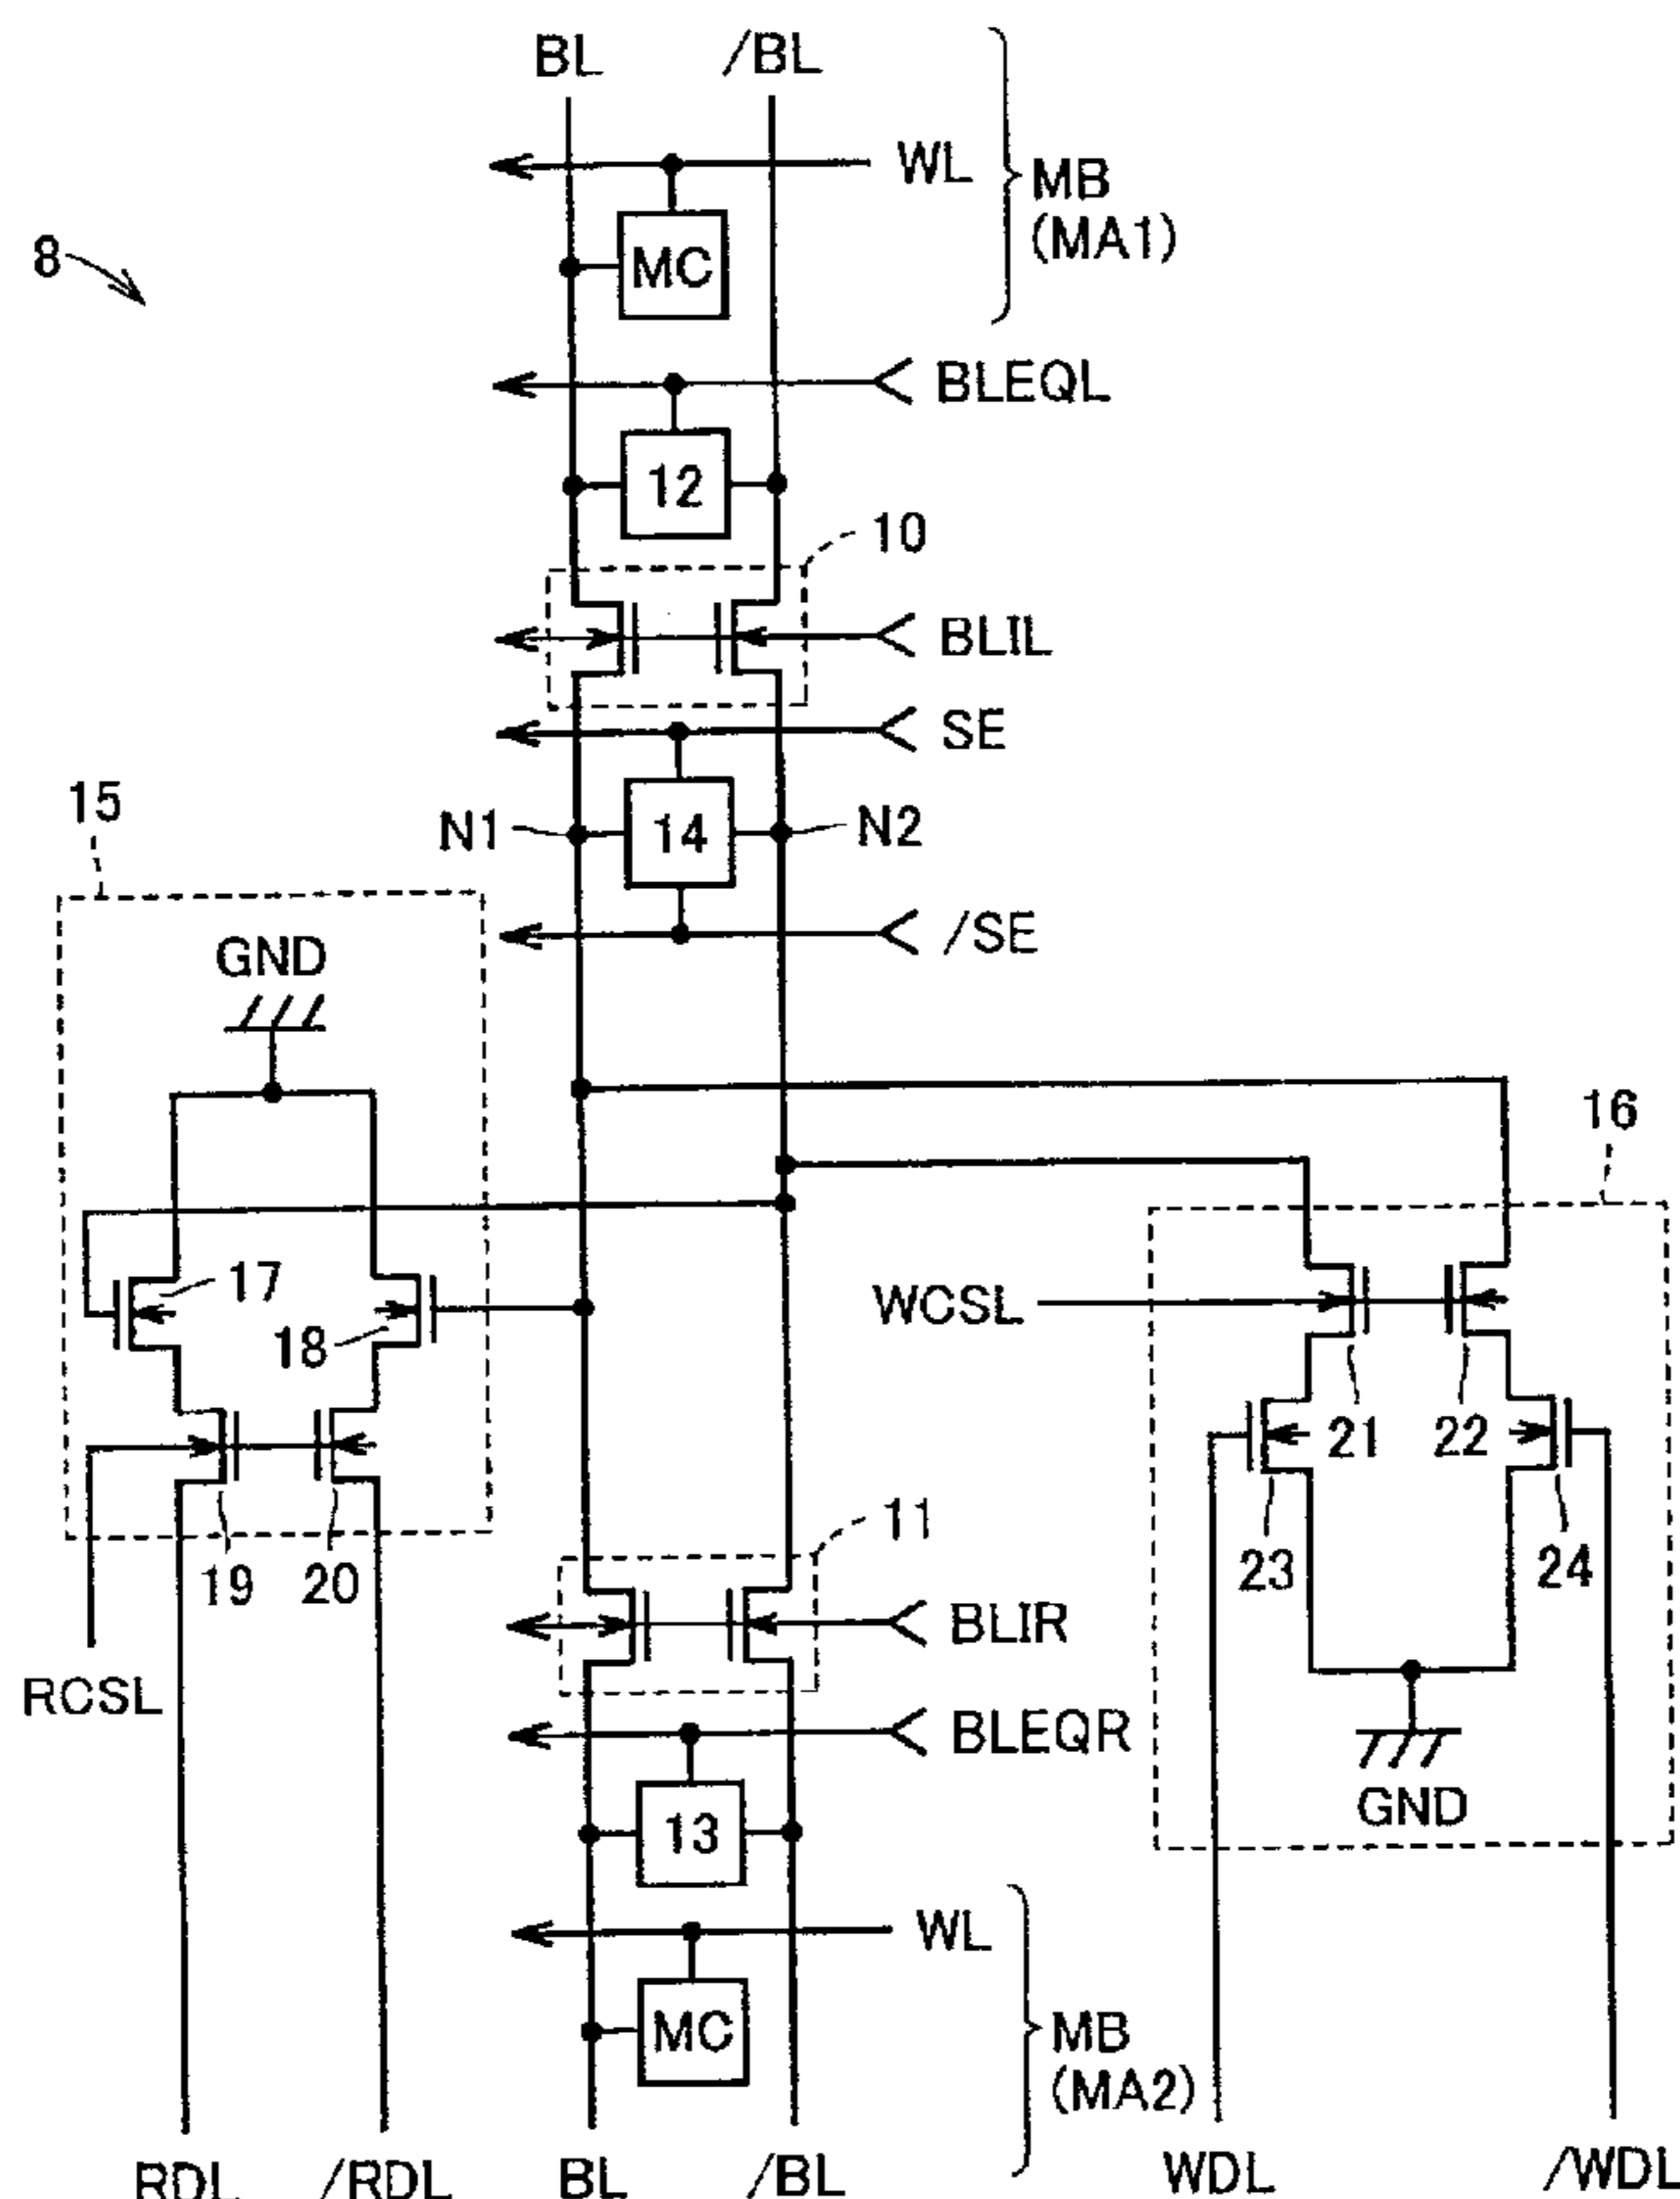 BL /BL
WL
MB
(MA1)
8
MC
BLEQL
12
10
BLIL
SE
15
N1
14
N2
/SE
GND
16
17
18
WCSL
21 22
23 24
19 20
11
BLIR
RCSL
BLEQR
GND
13
WL
MC
MB
(MA2)
RDL /RDL BL /BL WDL /WDL